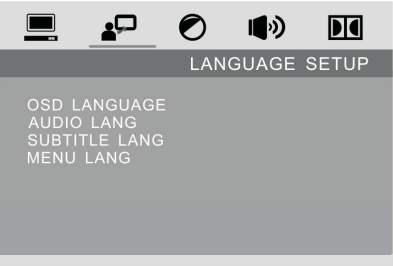 LANGUAGE SETUP
OSD LANGUAGE
AUDIO LANG
SUBTITLE LANG
MENU LANG